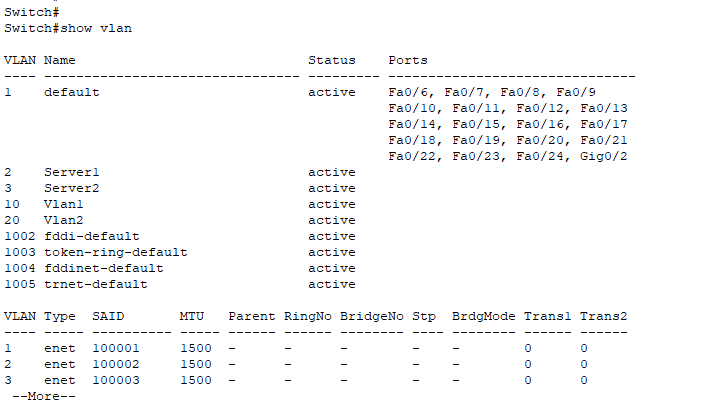 Switch#
Switch#show vlan
VLAN Name                             Status    Ports
---- -------------------------------- --------- -------------------------------
1    default                          active    Fa0/6, Fa0/7, Fa0/8, Fa0/9
                                                Fa0/10, Fa0/11, Fa0/12, Fa0/13
                                                Fa0/14, Fa0/15, Fa0/16, Fa0/17
                                                Fa0/18, Fa0/19, Fa0/20, Fa0/21
                                                Fa0/22, Fa0/23, Fa0/24, Gig0/2
2    Server1                          active
3    Server2                          active
10   Vlan1                            active
20   Vlan2                            active
1002 fddi-default                     active
1003 token-ring-default               active
1004 fddinet-default                  active
1005 trnet-default                    active
VLAN Type  SAID       MTU   Parent RingNo BridgeNo Stp  BrdgMode Trans1 Trans2
---- ----- ---------- ----- ------ ------ -------- ---- -------- ------ ------
1    enet  100001     1500  -      -      -        -    -        0      0
2    enet  100002     1500  -      -      -        -    -        0      0
3    enet  100003     1500  -      -      -        -    -        0      0
 --More--